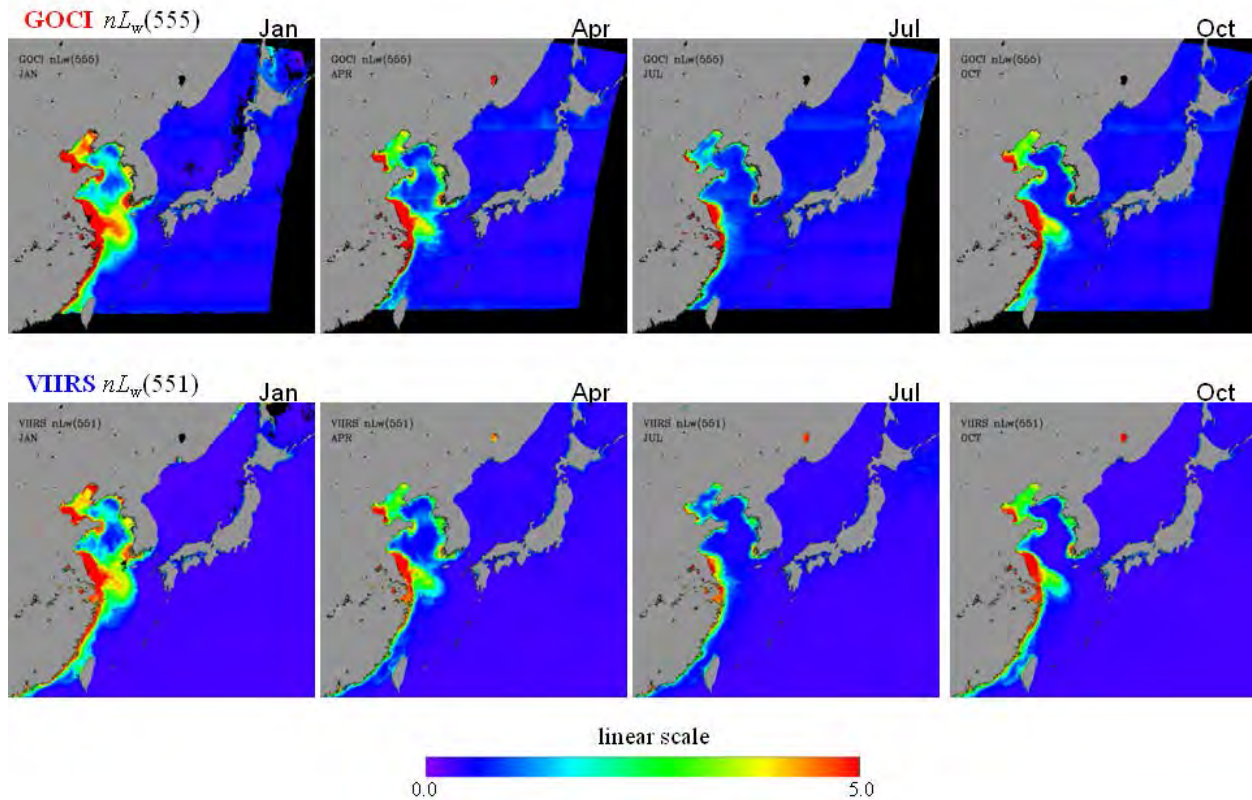 GOCI nLw(555)
Jan
Apr
Jul
Oct
GOCI nLw(555)
JAN
GOCI nLw(555)
APR
GOCI nLw(555)
JUL
GOCI nLw(555)
OCT
VIIRS nLw(551)
Jan
Apr
Jul
Oct
VIIRS nLw(551)
JAN
VIIRS nLw(551)
APR
VIIRS nLw(551)
JUL
VIIRS nLw(551)
OCT
linear scale
0.0 5.0